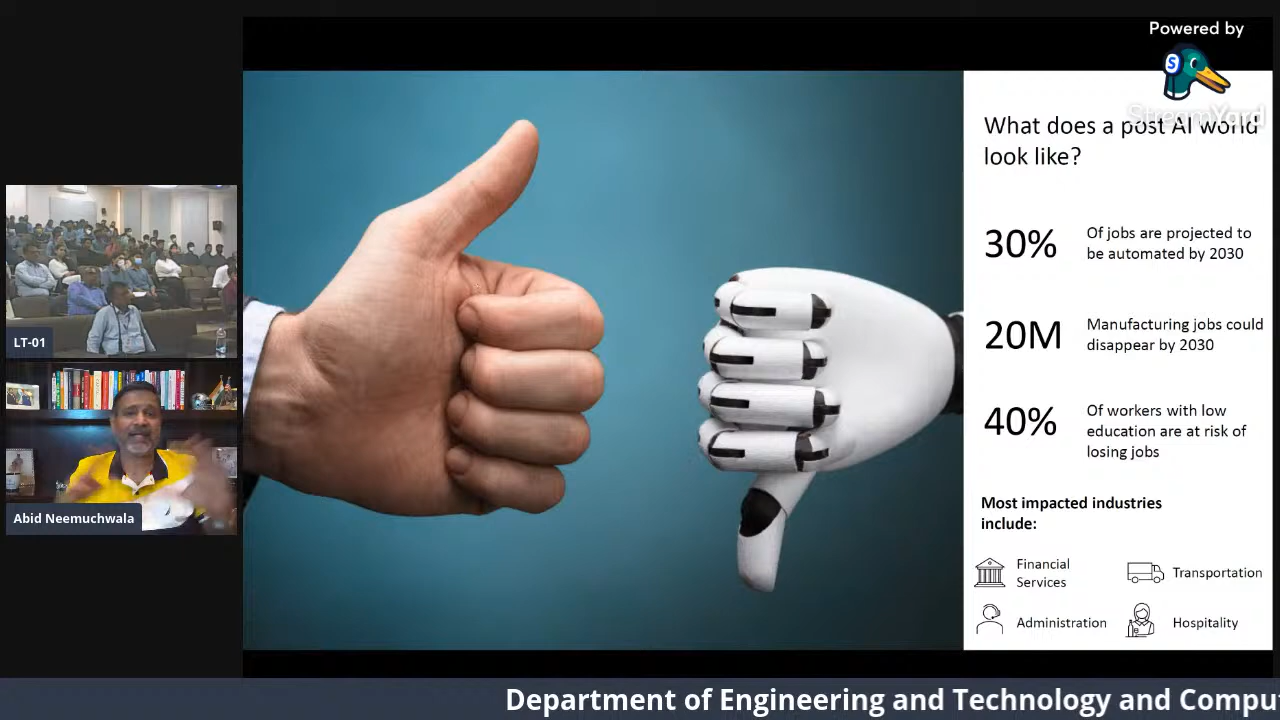 Powered by
S
StreamYard
What does a post AI world
look like?
30%
Of jobs are projected to
be automated by 2030
20M
Manufacturing jobs could
disappear by 2030
40%
Of workers with low
education are at risk of
losing jobs
Most impacted industries
include:
Financial
Services
Transportation
Administration
Hospitality
LT-01
Abid Neemuchwala
Department of Engineering and Technology and Compu